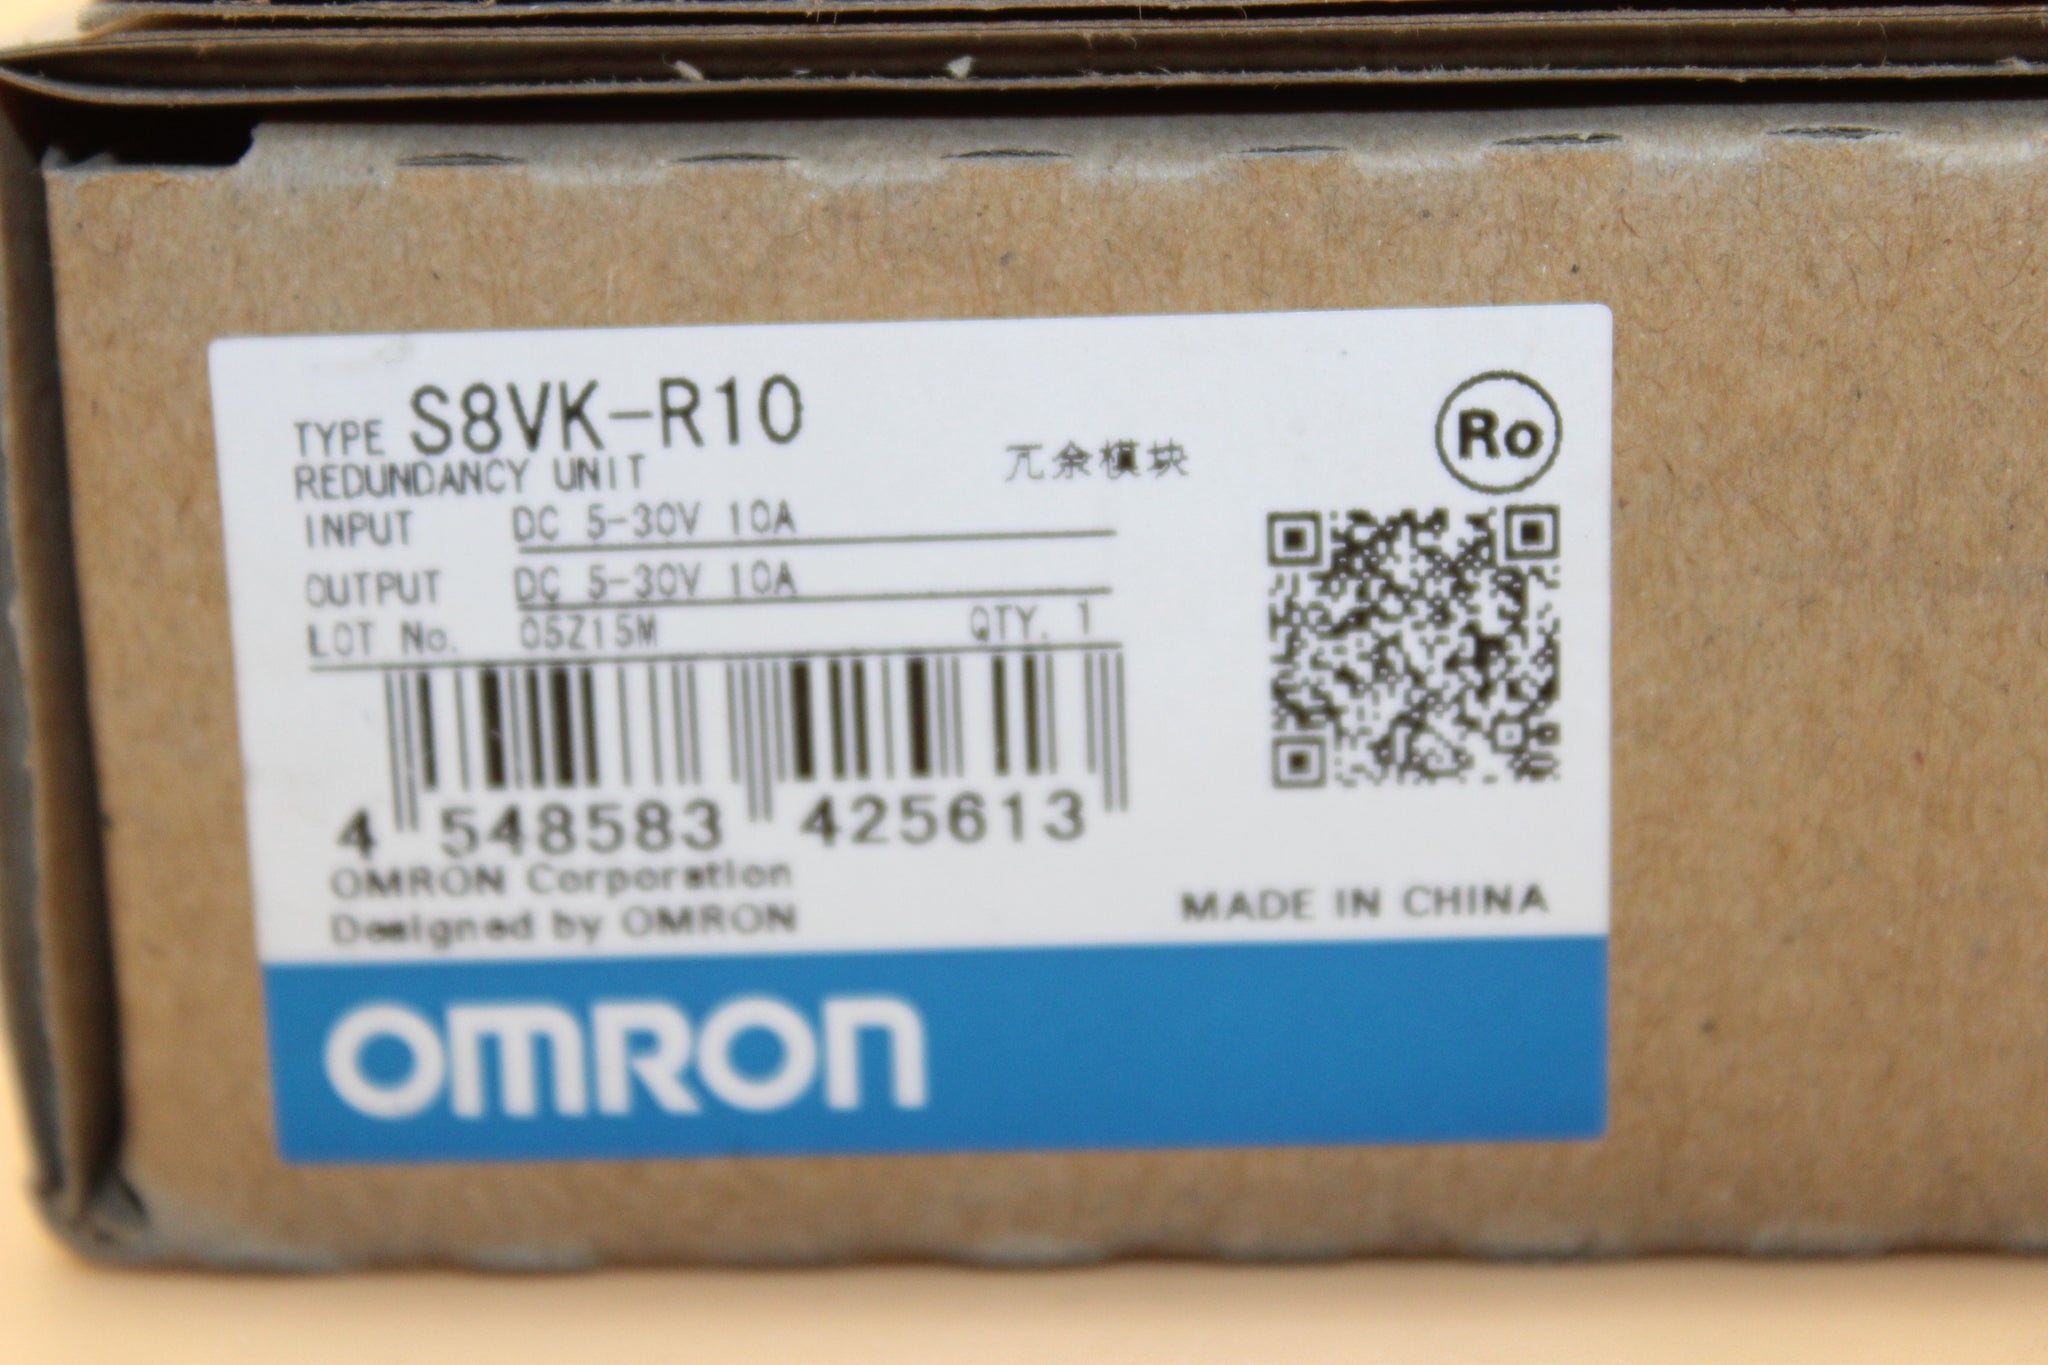 TYPE S8VK-R10
Ro
REDUNDANCY UNIT 冗余模块
INPUT DC 5-30V 10A
OUTPUT DC 5-30V 10A
LOT No. 05Z15M QTY. 1
4 548583 425613
OMRON Corporation
Designed by OMRON
MADE IN CHINA
OMRON